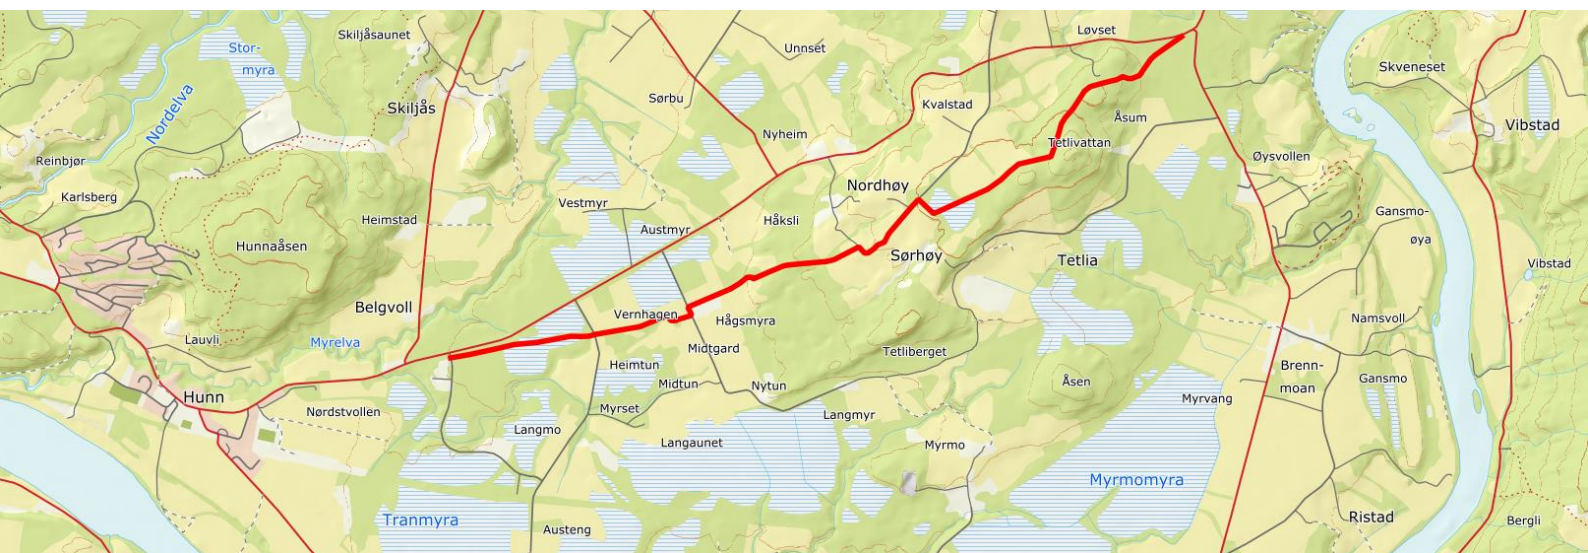 Løvset
Skiljåsaunet
Stor-
myra
Unnset
Skveneset
Sørbu
Kvalstad
Skiljås
Nordelva
Åsum
Vibstad
Nyheim
Tetlivattan
Reinbjør
Øysvollen
Nordhøy
Karlsberg
Vestmyr
Gansmo-
øya
Heimstad
Håksli
Austmyr
Hunnaåsen
Sørhøy
Tetlia
Vibstad
Belgvoll
Vernhagen
Hågsmyra
Namsvoll
Lauvli
Myrelva
Midtgard
Tetliberget
Heimtun
Brenn-
moan
Gansmo
Midtun
Nytun
Åsen
Hunn
Myrvang
Nørdstvollen
Myrset
Langmyr
Langmo
Langaunet
Myrmo
Myrmomyra
Tranmyra
Ristad
Bergli
Austeng